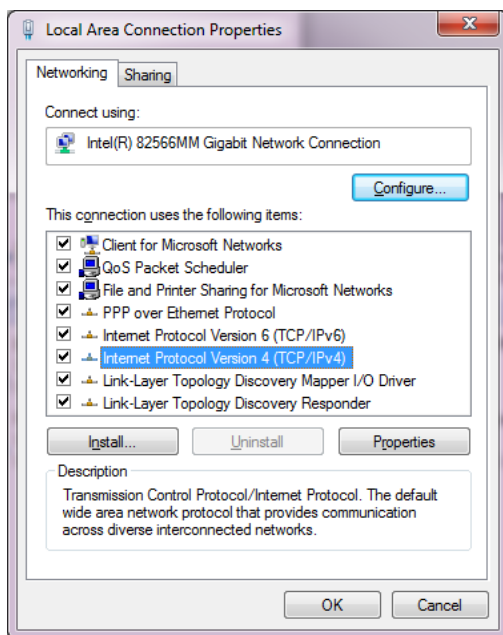 Local Area Connection Properties
Networking
Sharing
Connect using:
Intel(R) 82566MM Gigabit Network Connection
Configure...
This connection uses the following items:
Client for Microsoft Networks
QoS Packet Scheduler
File and Printer Sharing for Microsoft Networks
PPP over Ethernet Protocol
Internet Protocol Version 6 (TCP/IPv6)
Internet Protocol Version 4 (TCP/IPv4)
Link-Layer Topology Discovery Mapper I/O Driver
Link-Layer Topology Discovery Responder
Install...
Uninstall
Properties
Description
Transmission Control Protocol/Internet Protocol. The default
wide area network protocol that provides communication
across diverse interconnected networks.
OK
Cancel